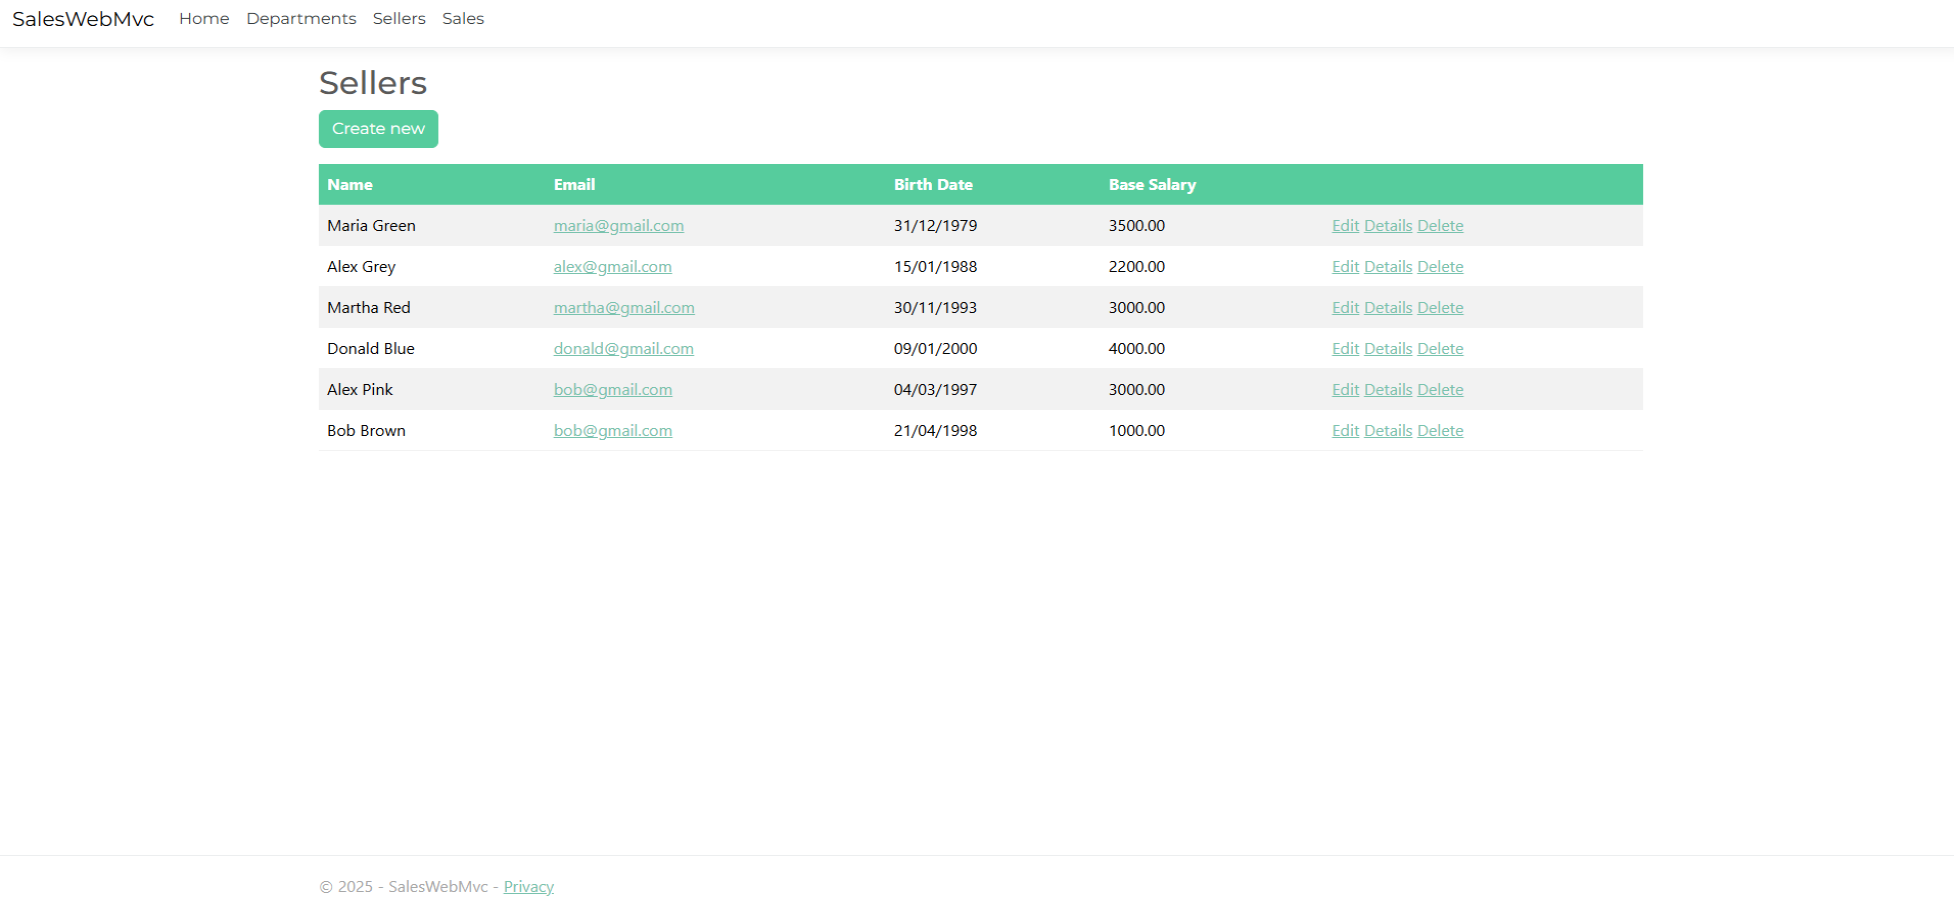 SalesWebMvc Home Departments Sellers Sales
Sellers
Create new
Name Email Birth Date Base Salary
Maria Green maria@gmail.com 31/12/1979 3500.00 Edit Details Delete
Alex Grey alex@gmail.com 15/01/1988 2200.00 Edit Details Delete
Martha Red martha@gmail.com 30/11/1993 3000.00 Edit Details Delete
Donald Blue donald@gmail.com 09/01/2000 4000.00 Edit Details Delete
Alex Pink bob@gmail.com 04/03/1997 3000.00 Edit Details Delete
Bob Brown bob@gmail.com 21/04/1998 1000.00 Edit Details Delete
© 2025 - SalesWebMvc - Privacy